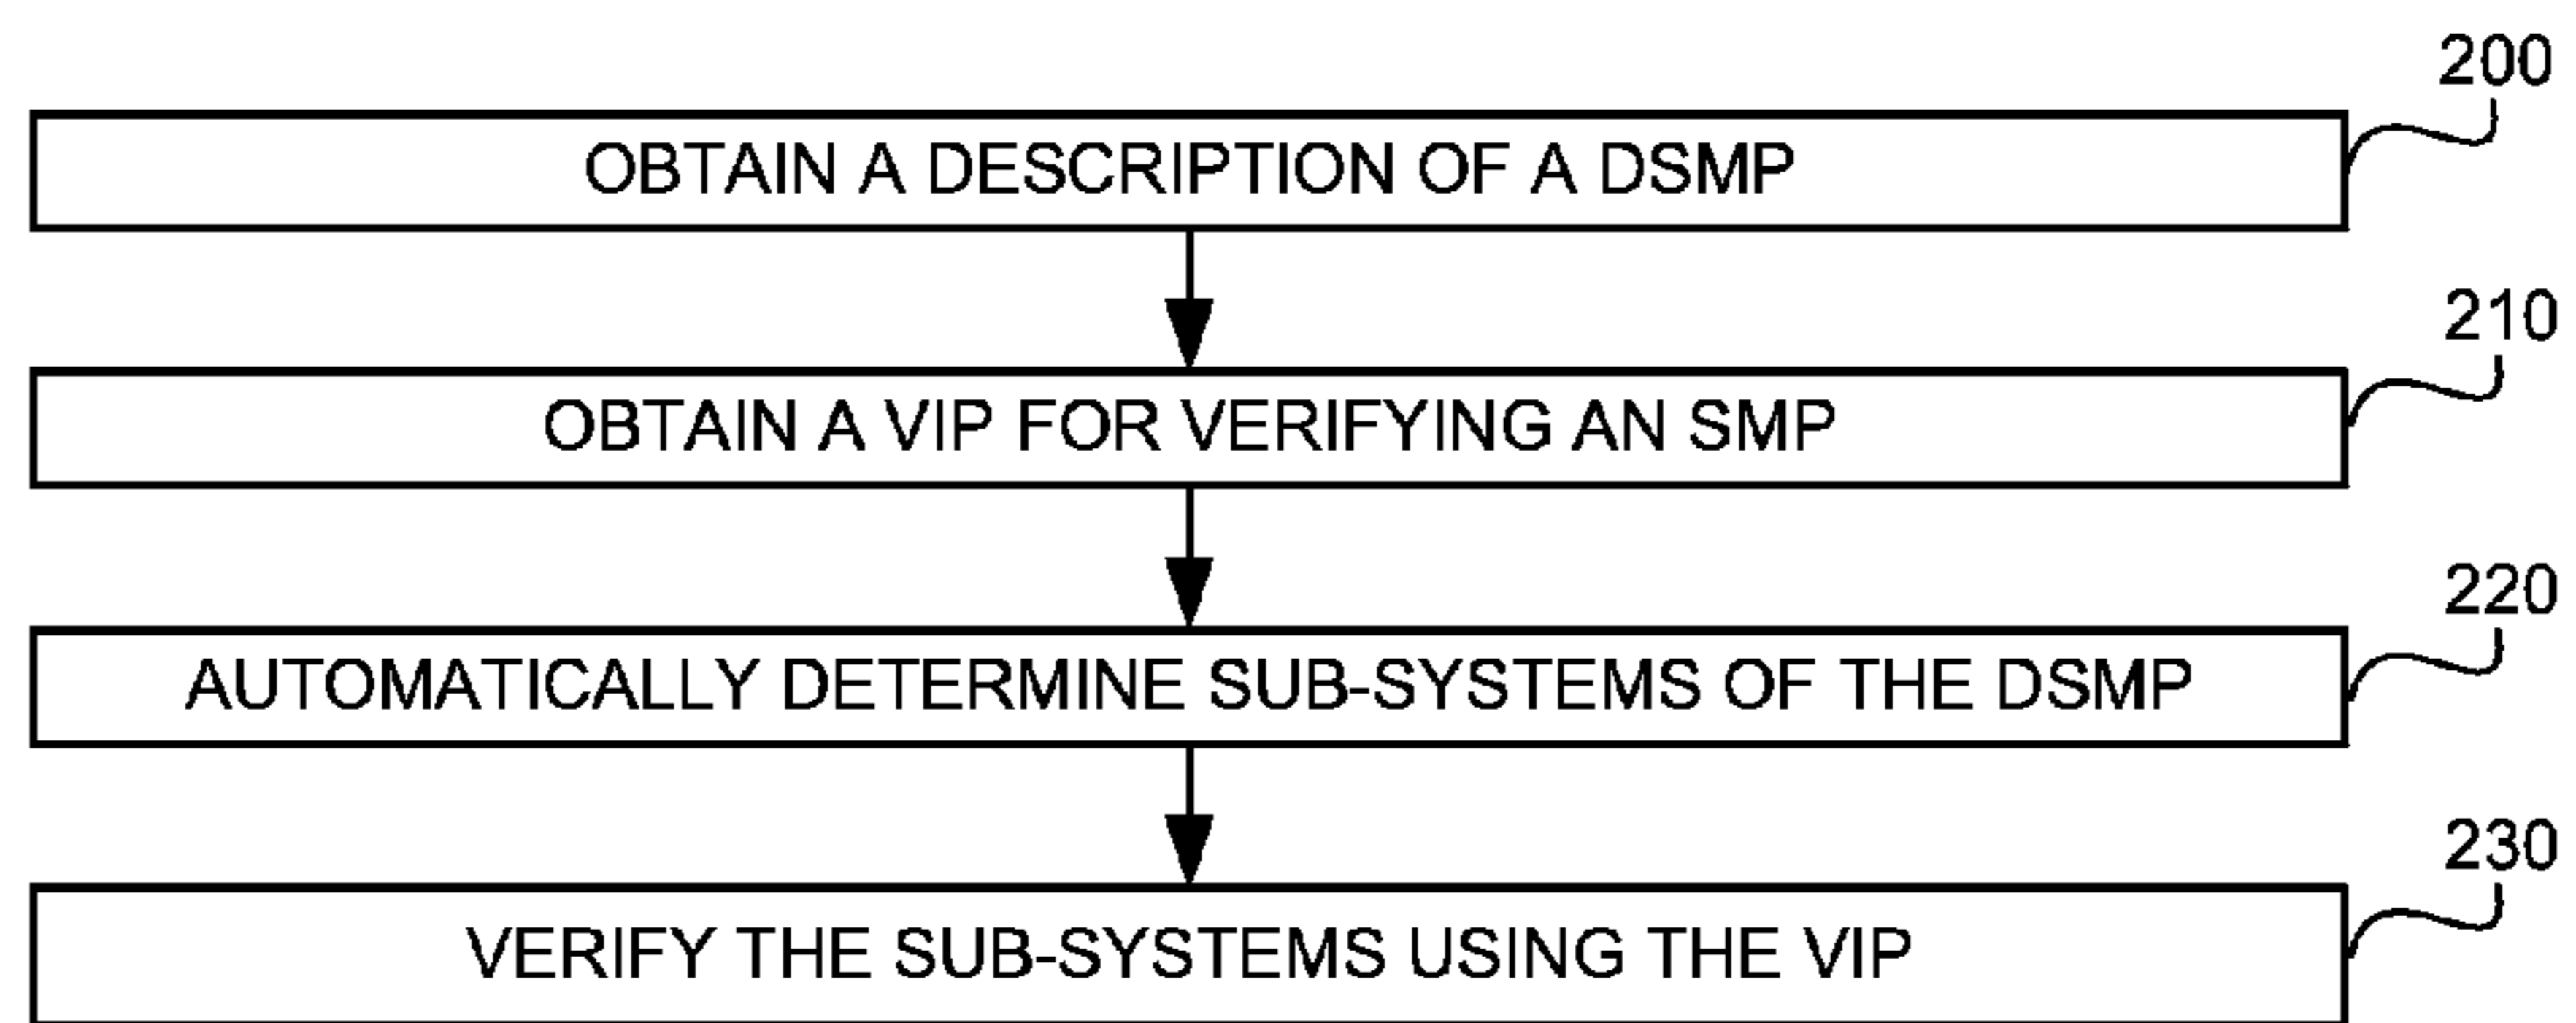 200
OBTAIN A DESCRIPTION OF A DSMP
210
OBTAIN A VIP FOR VERIFYING AN SMP
220
AUTOMATICALLY DETERMINE SUB-SYSTEMS OF THE DSMP
230
VERIFY THE SUB-SYSTEMS USING THE VIP